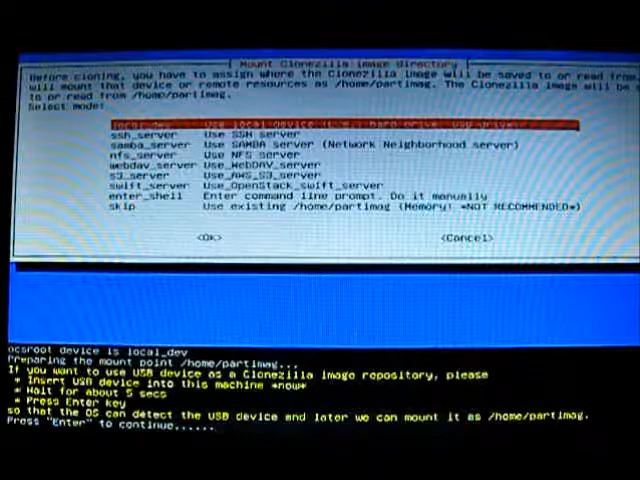 Mount Clonezilla image directory
Before cloning, you have to assign where the Clonezilla image will be saved to or read from
will mount that device or remote resources as /home/partimag. The Clonezilla image will be
to or read from /home/partimag.
Select mode:
local_dev Use local device (E.g.: hard drive, USB drive)
ssh_server Use SSH server
samba_server Use SAMBA server (Network Neighborhood server)
nfs_server Use NFS server
webdav_server Use_WebDAV_server
s3_server Use_AWS_S3_server
swift_server Use_OpenStack_swift_server
enter_shell Enter command line prompt. Do it manually
skip Use existing /home/partimag (Memory! *NOT RECOMMENDED*)
<Ok> <Cancel>
ocsroot device is local_dev
Preparing the mount point /home/partimag...
If you want to use USB device as a Clonezilla image repository, please
* Insert USB device into this machine *now*
* Wait for about 5 secs
* Press Enter key
so that the OS can detect the USB device and later we can mount it as /home/partimag.
Press "Enter" to continue......